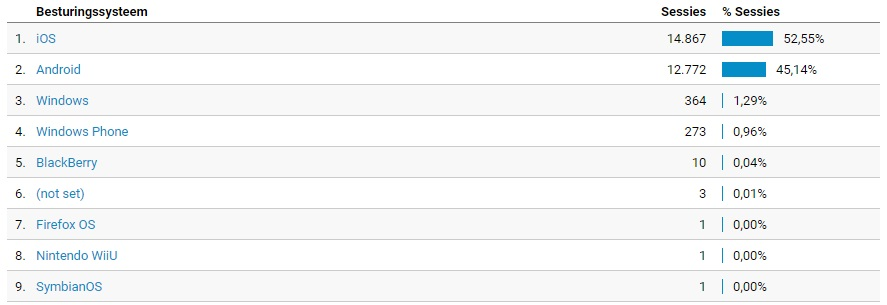 Besturingssysteem Sessies % Sessies
1. iOS 14.867 52,55%
2. Android 12.772 45,14%
3. Windows 364 1,29%
4. Windows Phone 273 0,96%
5. BlackBerry 10 0,04%
6. (not set) 3 0,01%
7. Firefox OS 1 0,00%
8. Nintendo WiiU 1 0,00%
9. SymbianOS 1 0,00%